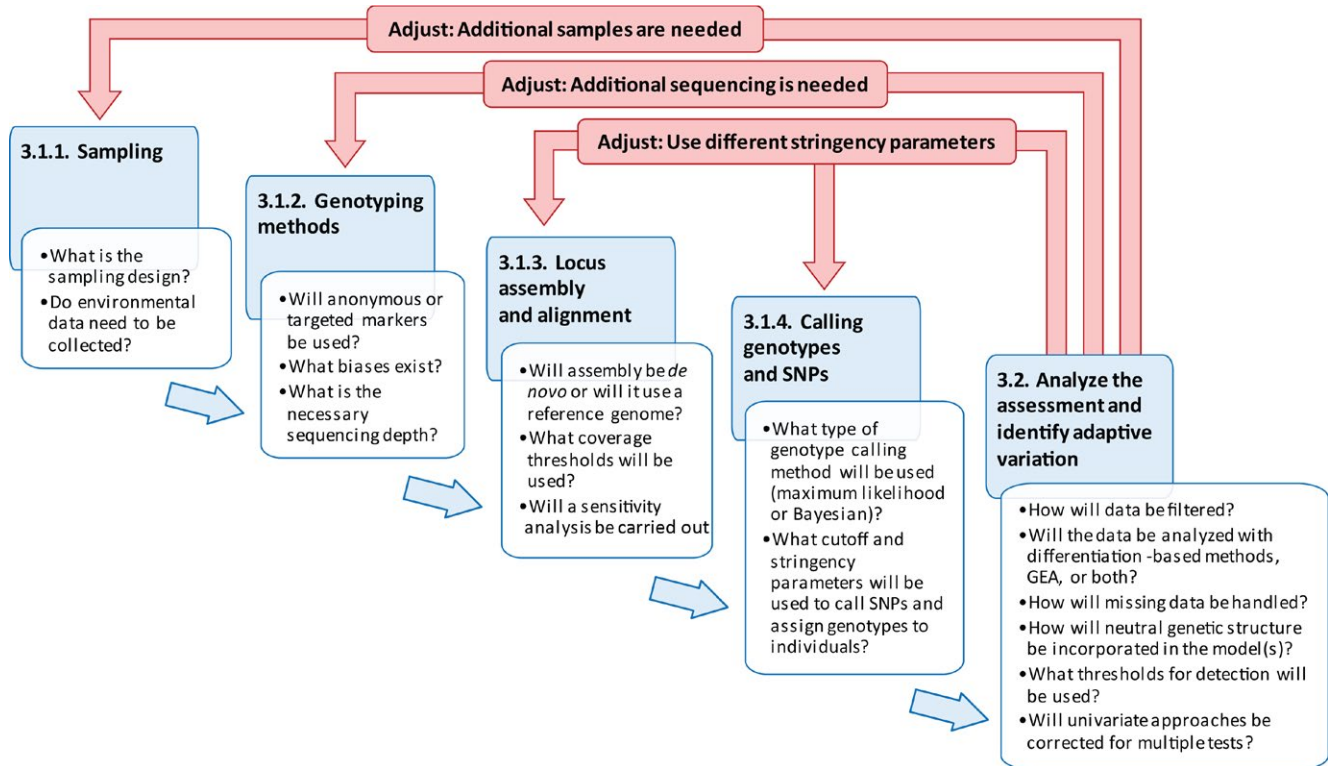 Adjust: Additional samples are needed
Adjust: Additional sequencing is needed
Adjust: Use different stringency parameters
3.1.1. Sampling
•What is the
sampling design?
•Do environmental
data need to be
collected?
3.1.2. Genotyping
methods
•Will anonymous or
targeted markers
be used?
•What biases exist?
•What is the
necessary
sequencing depth?
3.1.3. Locus
assembly
and alignment
•Will assembly be de
novo or will it use a
reference genome?
•What coverage
thresholds will be
used?
•Will a sensitivity
analysis be carried out
3.1.4. Calling
genotypes
and SNPs
•What type of
genotype calling
method will be used
(maximum likelihood
or Bayesian)?
•What cutoff and
stringency
parameters will be
used to call SNPs and
assign genotypes to
individuals?
3.2. Analyze the
assessment and
identify adaptive
variation
•How will data be filtered?
•Will the data be analyzed with
differentiation -based methods,
GEA, or both?
•How will missing data be handled?
•How will neutral genetic structure
be incorporated in the model(s)?
•What thresholds for detection will
be used?
•Will univariate approaches be
corrected for multiple tests?